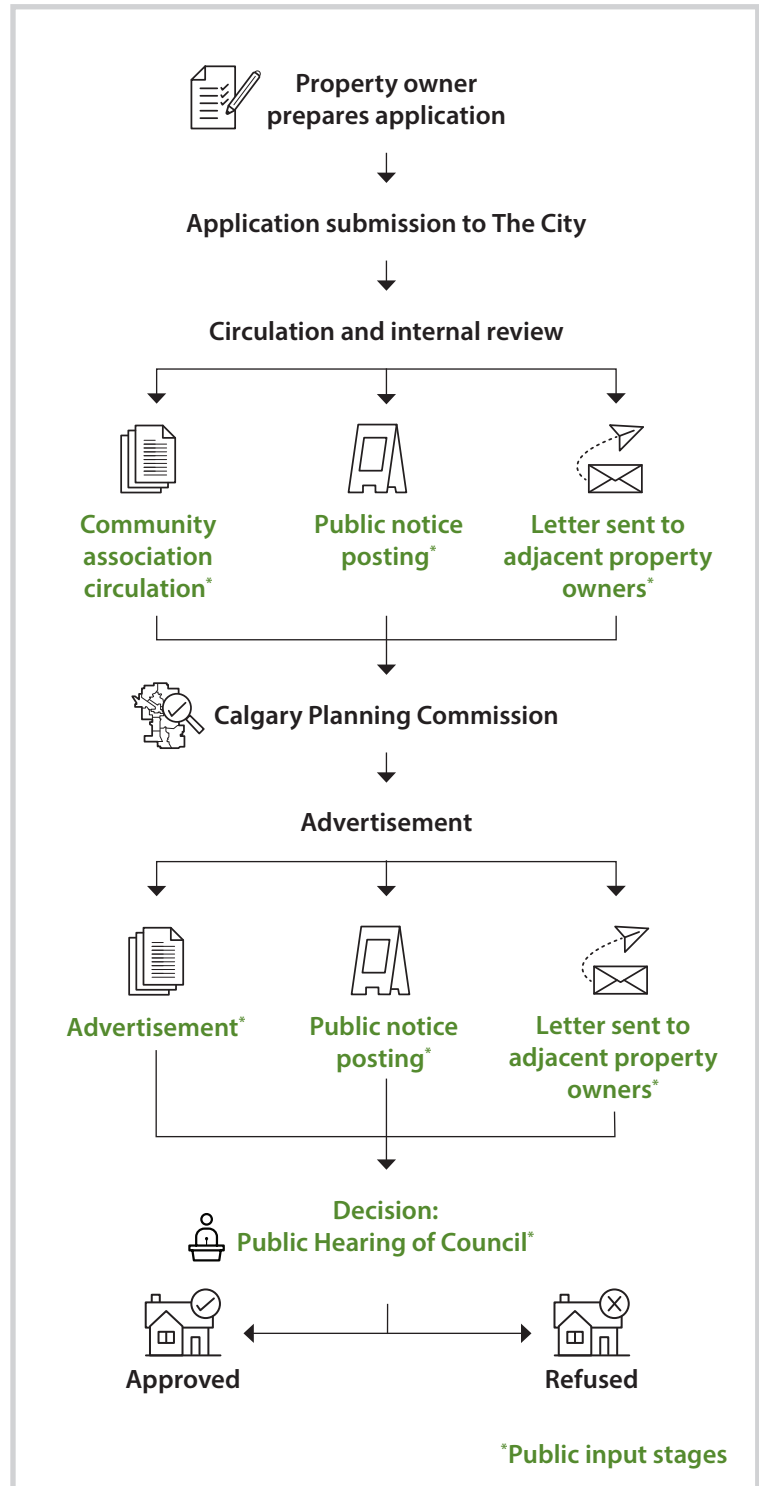 Property owner
prepares application
Application submission to The City
Circulation and internal review
Community
association
circulation*
Public notice
posting*
Letter sent to
adjacent property
owners*
Calgary Planning Commission
Advertisement
Advertisement*
Public notice
posting*
Letter sent to
adjacent property
owners*
Decision:
Public Hearing of Council*
Approved
Refused
*Public input stages